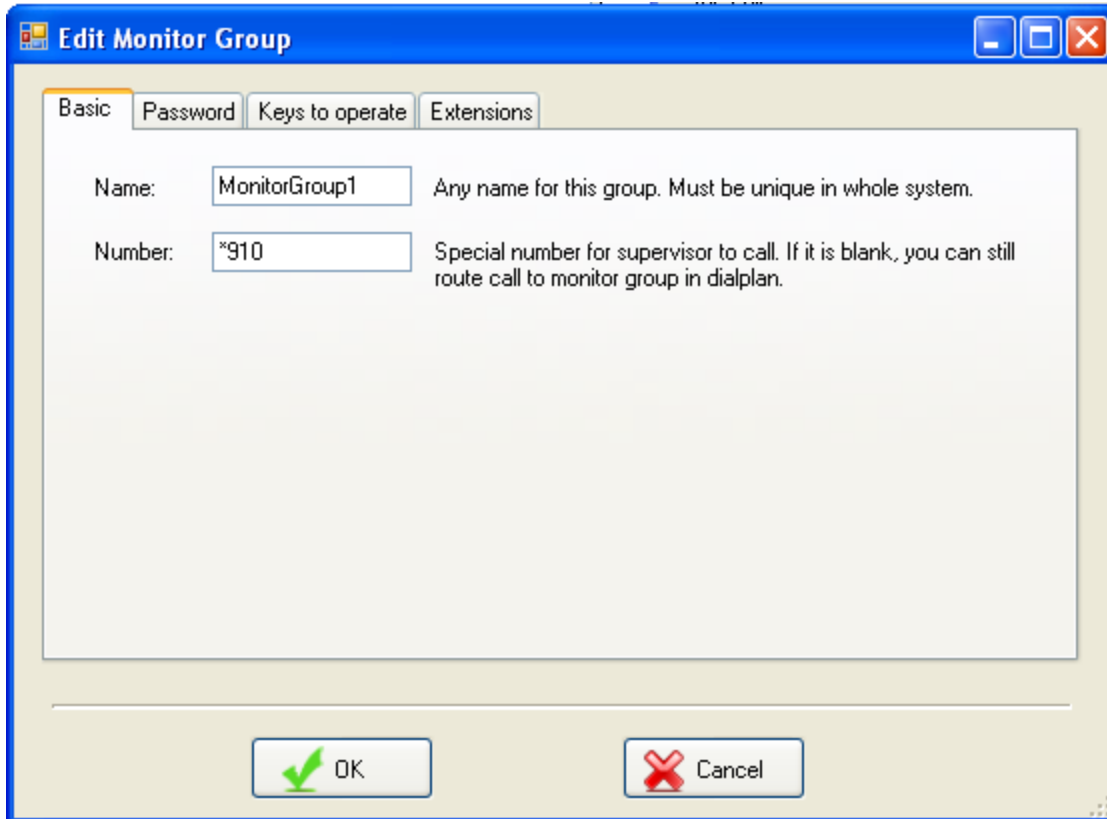 Edit Monitor Group
Basic Password Keys to operate Extensions
Name: MonitorGroup1 Any name for this group. Must be unique in whole system.
Number: *910 Special number for supervisor to call. If it is blank, you can still
route call to monitor group in dialplan.
OK Cancel